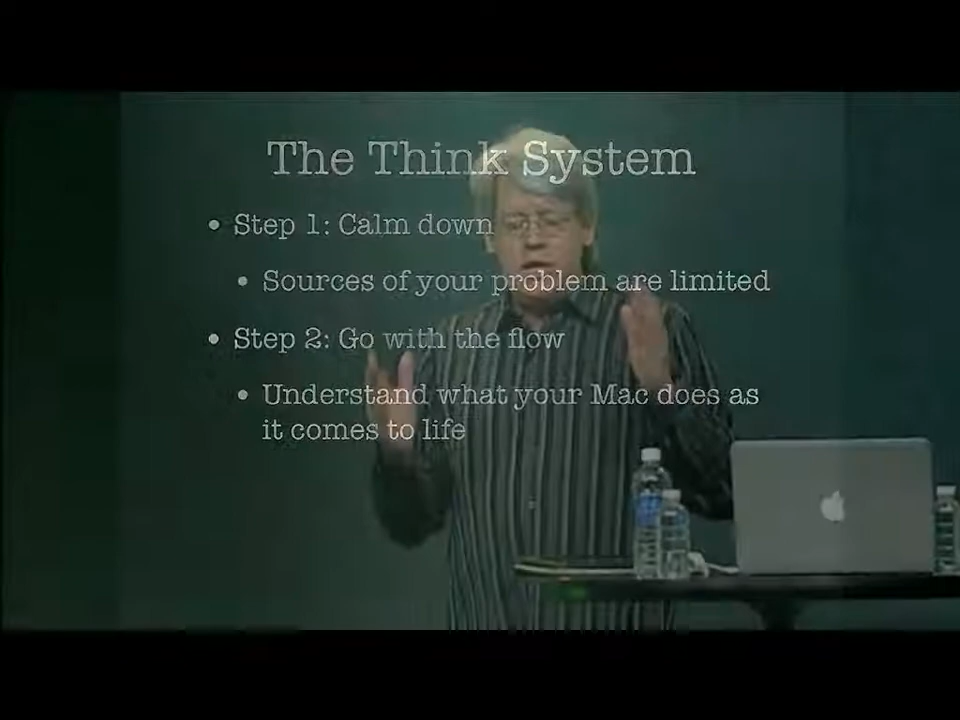 The Think System
• Step 1: Calm down
• Sources of your problem are limited
• Step 2: Go with the flow
• Understand what your Mac does as
it comes to life